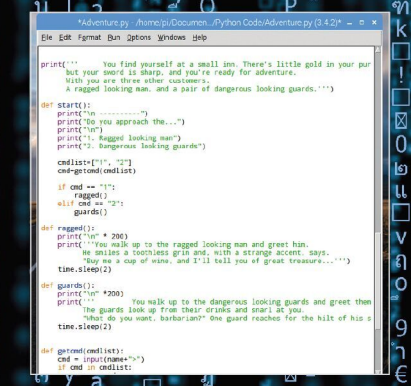 *Adventure.py - /home/pi/Documen.../Python Code/Adventure.py (3.4.2)*
File Edit Format Run Options Windows Help
print('''      You find yourself at a small inn. There's little gold in your pur
but your sword is sharp, and you're ready for adventure.
With you are three other customers.
A ragged looking man, and a pair of dangerous looking guards.''')
def start():
print("\n ----------")
print("Do you approach the...")
print("\n")
print("1. Ragged looking man")
print("2. Dangerous looking guards")
cmdlist=["1", "2"]
cmd=getcmd(cmdlist)
if cmd == "1":
ragged()
elif cmd == "2":
guards()
def ragged():
print("\n" * 200)
print('''You walk up to the ragged looking man and greet him.
He smiles a toothless grin and, with a strange accent, says.
"Buy me a cup of wine, and I'll tell you of great treasure...''')
time.sleep(2)
def guards():
print("\n" *200)
print('''      You walk up to the dangerous looking guards and greet them
The guards look up from their drinks and snarl at you.
"What do you want, barbarian?" One guard reaches for the hilt of his s
time.sleep(2)
def getcmd(cmdlist):
cmd = input(name+">")
if cmd in cmdlist: